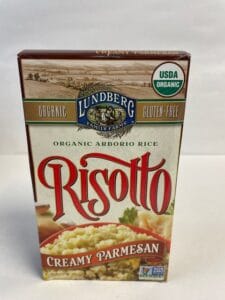 USDA
ORGANIC
ORGANIC
LUNDBERG
FAMILY FARMS
GLUTEN-FREE
ORGANIC ARBORIO RICE
Risotto
CREAMY PARMESAN